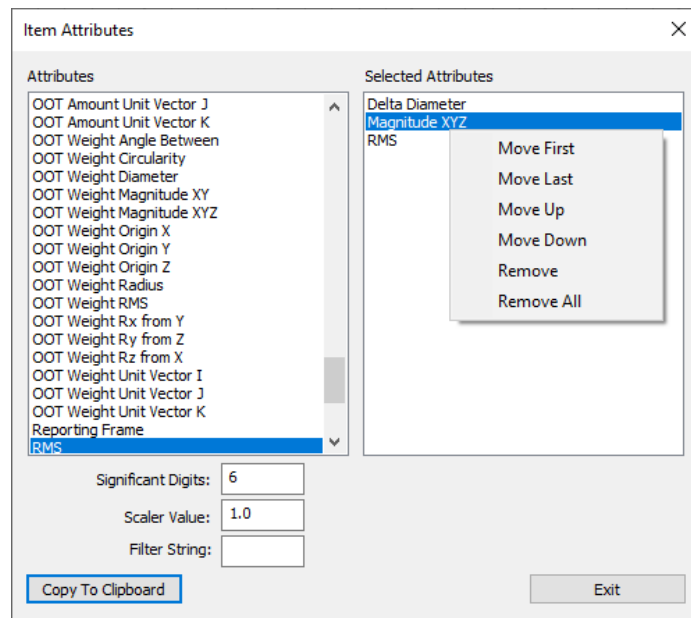 Item Attributes
Attributes
OOT Amount Unit Vector J
OOT Amount Unit Vector K
OOT Weight Angle Between
OOT Weight Circularity
OOT Weight Diameter
OOT Weight Magnitude XY
OOT Weight Magnitude XYZ
OOT Weight Origin X
OOT Weight Origin Y
OOT Weight Origin Z
OOT Weight Radius
OOT Weight RMS
OOT Weight Rx from Y
OOT Weight Ry from Z
OOT Weight Rz from X
OOT Weight Unit Vector I
OOT Weight Unit Vector J
OOT Weight Unit Vector K
Reporting Frame
RMS
Selected Attributes
Delta Diameter
Magnitude XYZ
RMS
Move First
Move Last
Move Up
Move Down
Remove
Remove All
Significant Digits: 6
Scaler Value: 1.0
Filter String:
Copy To Clipboard
Exit